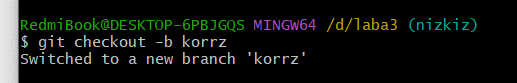 RedmiBook@DESKTOP-6PBJGQS MINGW64 /d/laba3 (nizkiz)
$ git checkout -b korrz
Switched to a new branch 'korrz'